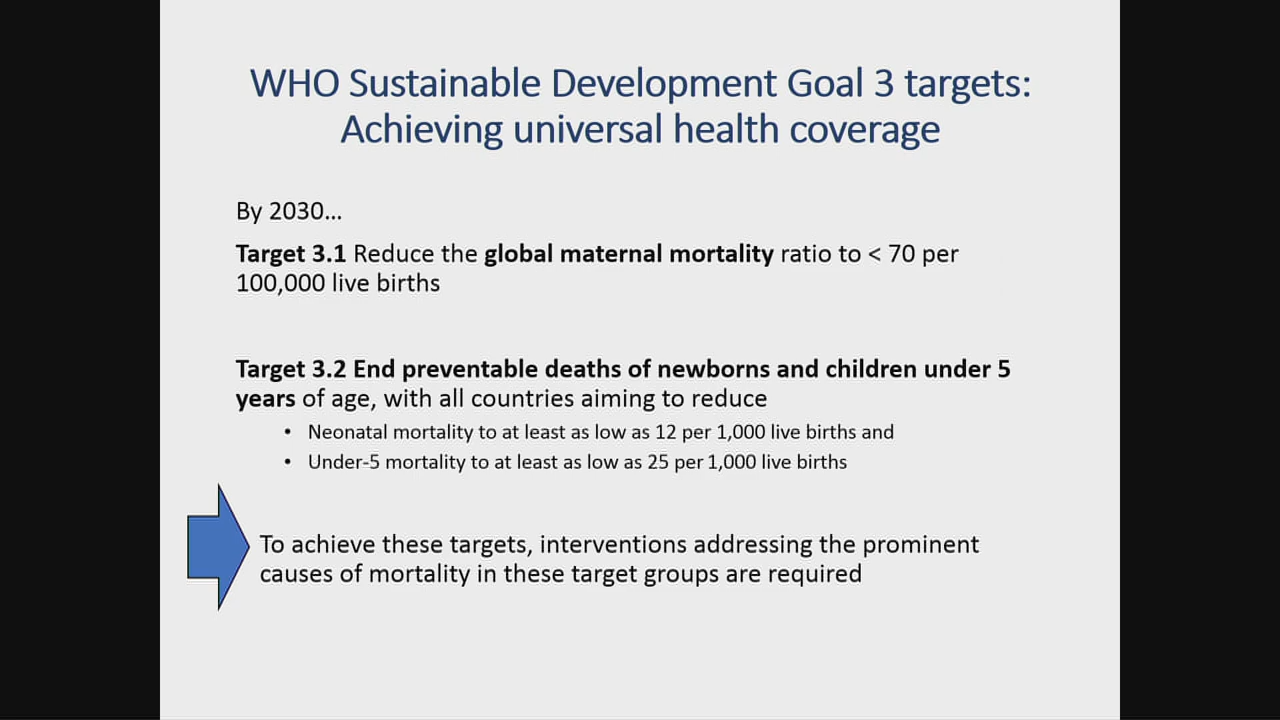 WHO Sustainable Development Goal 3 targets:
Achieving universal health coverage
By 2030...
Target 3.1 Reduce the global maternal mortality ratio to < 70 per
100,000 live births
Target 3.2 End preventable deaths of newborns and children under 5
years of age, with all countries aiming to reduce
• Neonatal mortality to at least as low as 12 per 1,000 live births and
• Under-5 mortality to at least as low as 25 per 1,000 live births
To achieve these targets, interventions addressing the prominent
causes of mortality in these target groups are required